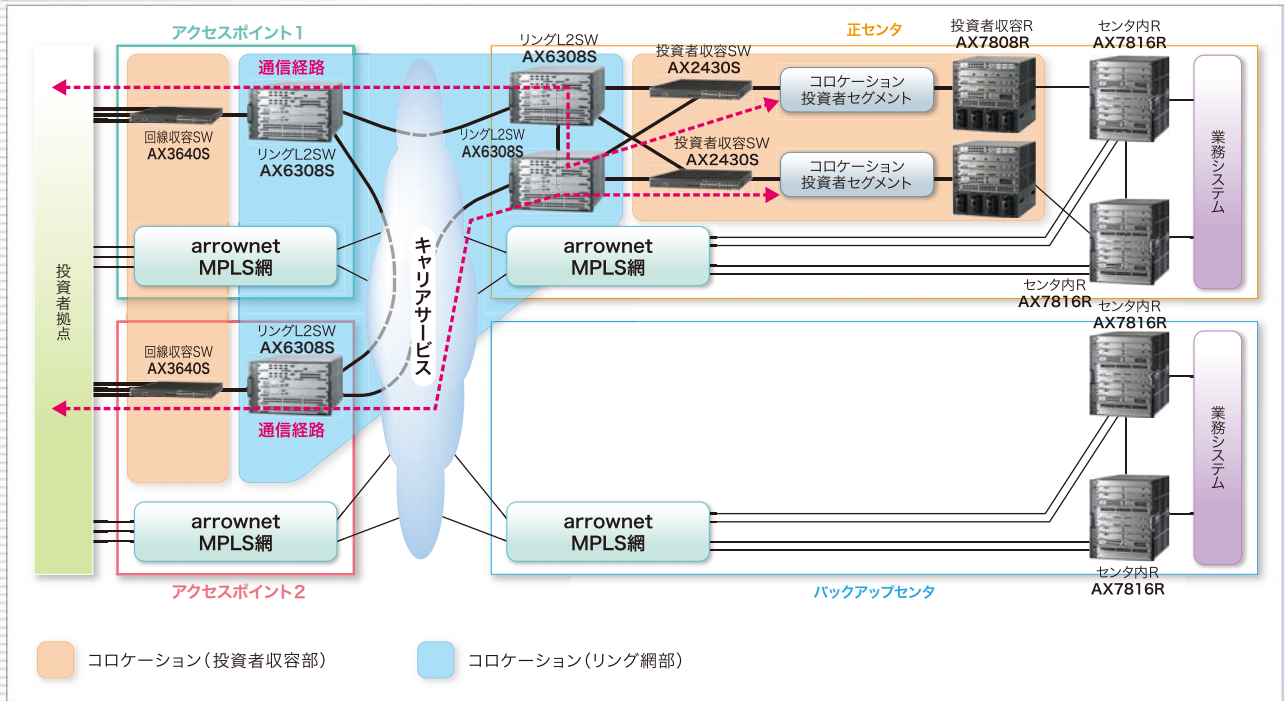 アクセスポイント1
通信経路
回線収容SW
AX3640S
リングL2SW
AX6308S
arrownet
MPLS網
投資者拠点
回線収容SW
AX3640S
リングL2SW
AX6308S
通信経路
arrownet
MPLS網
アクセスポイント2
キャリアサービス
正センタ
リングL2SW
AX6308S
リングL2SW
AX6308S
投資者収容SW
AX2430S
投資者収容SW
AX2430S
コロケーション
投資者セグメント
コロケーション
投資者セグメント
投資者収容R
AX7808R
センタ内R
AX7816R
業務システム
arrownet
MPLS網
センタ内R
AX7816R
センタ内R
AX7816R
業務システム
arrownet
MPLS網
センタ内R
AX7816R
バックアップセンタ
コロケーション（投資者収容部）
コロケーション（リング網部）